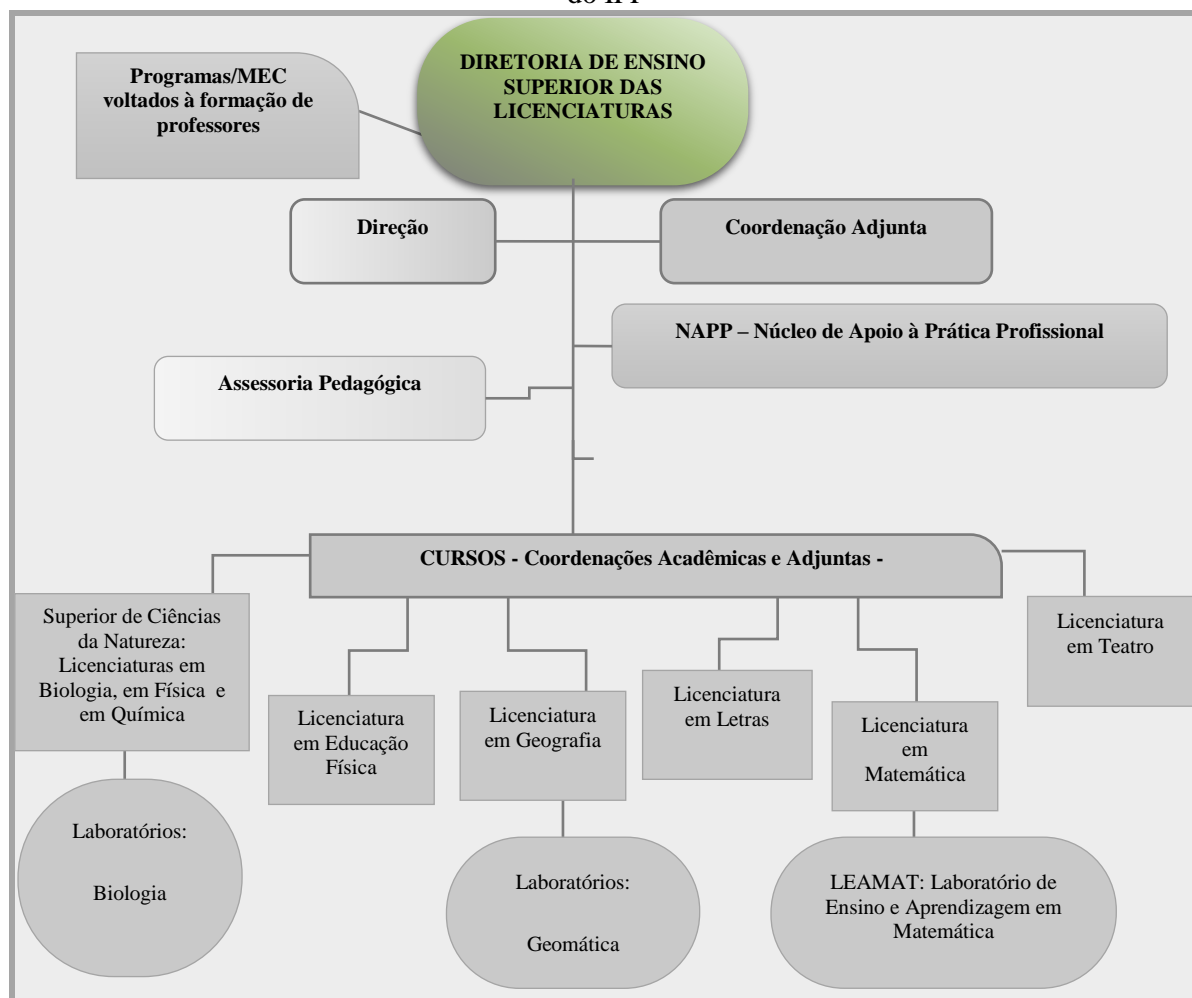 DIRETORIA DE ENSINO
SUPERIOR DAS
LICENCIATURAS
Programas/MEC
voltados à formação de
professores
Direção
Coordenação Adjunta
NAPP – Núcleo de Apoio à Prática Profissional
Assessoria Pedagógica
CURSOS - Coordenações Acadêmicas e Adjuntas -
Superior de Ciências
da Natureza:
Licenciaturas em
Biologia, em Física e
em Química
Licenciatura
em Educação
Física
Licenciatura
em Geografia
Licenciatura
em Letras
Licenciatura
em
Matemática
Licenciatura
em Teatro
Laboratórios:
Biologia
Laboratórios:
Geomática
LEAMAT: Laboratório de
Ensino e Aprendizagem em
Matemática